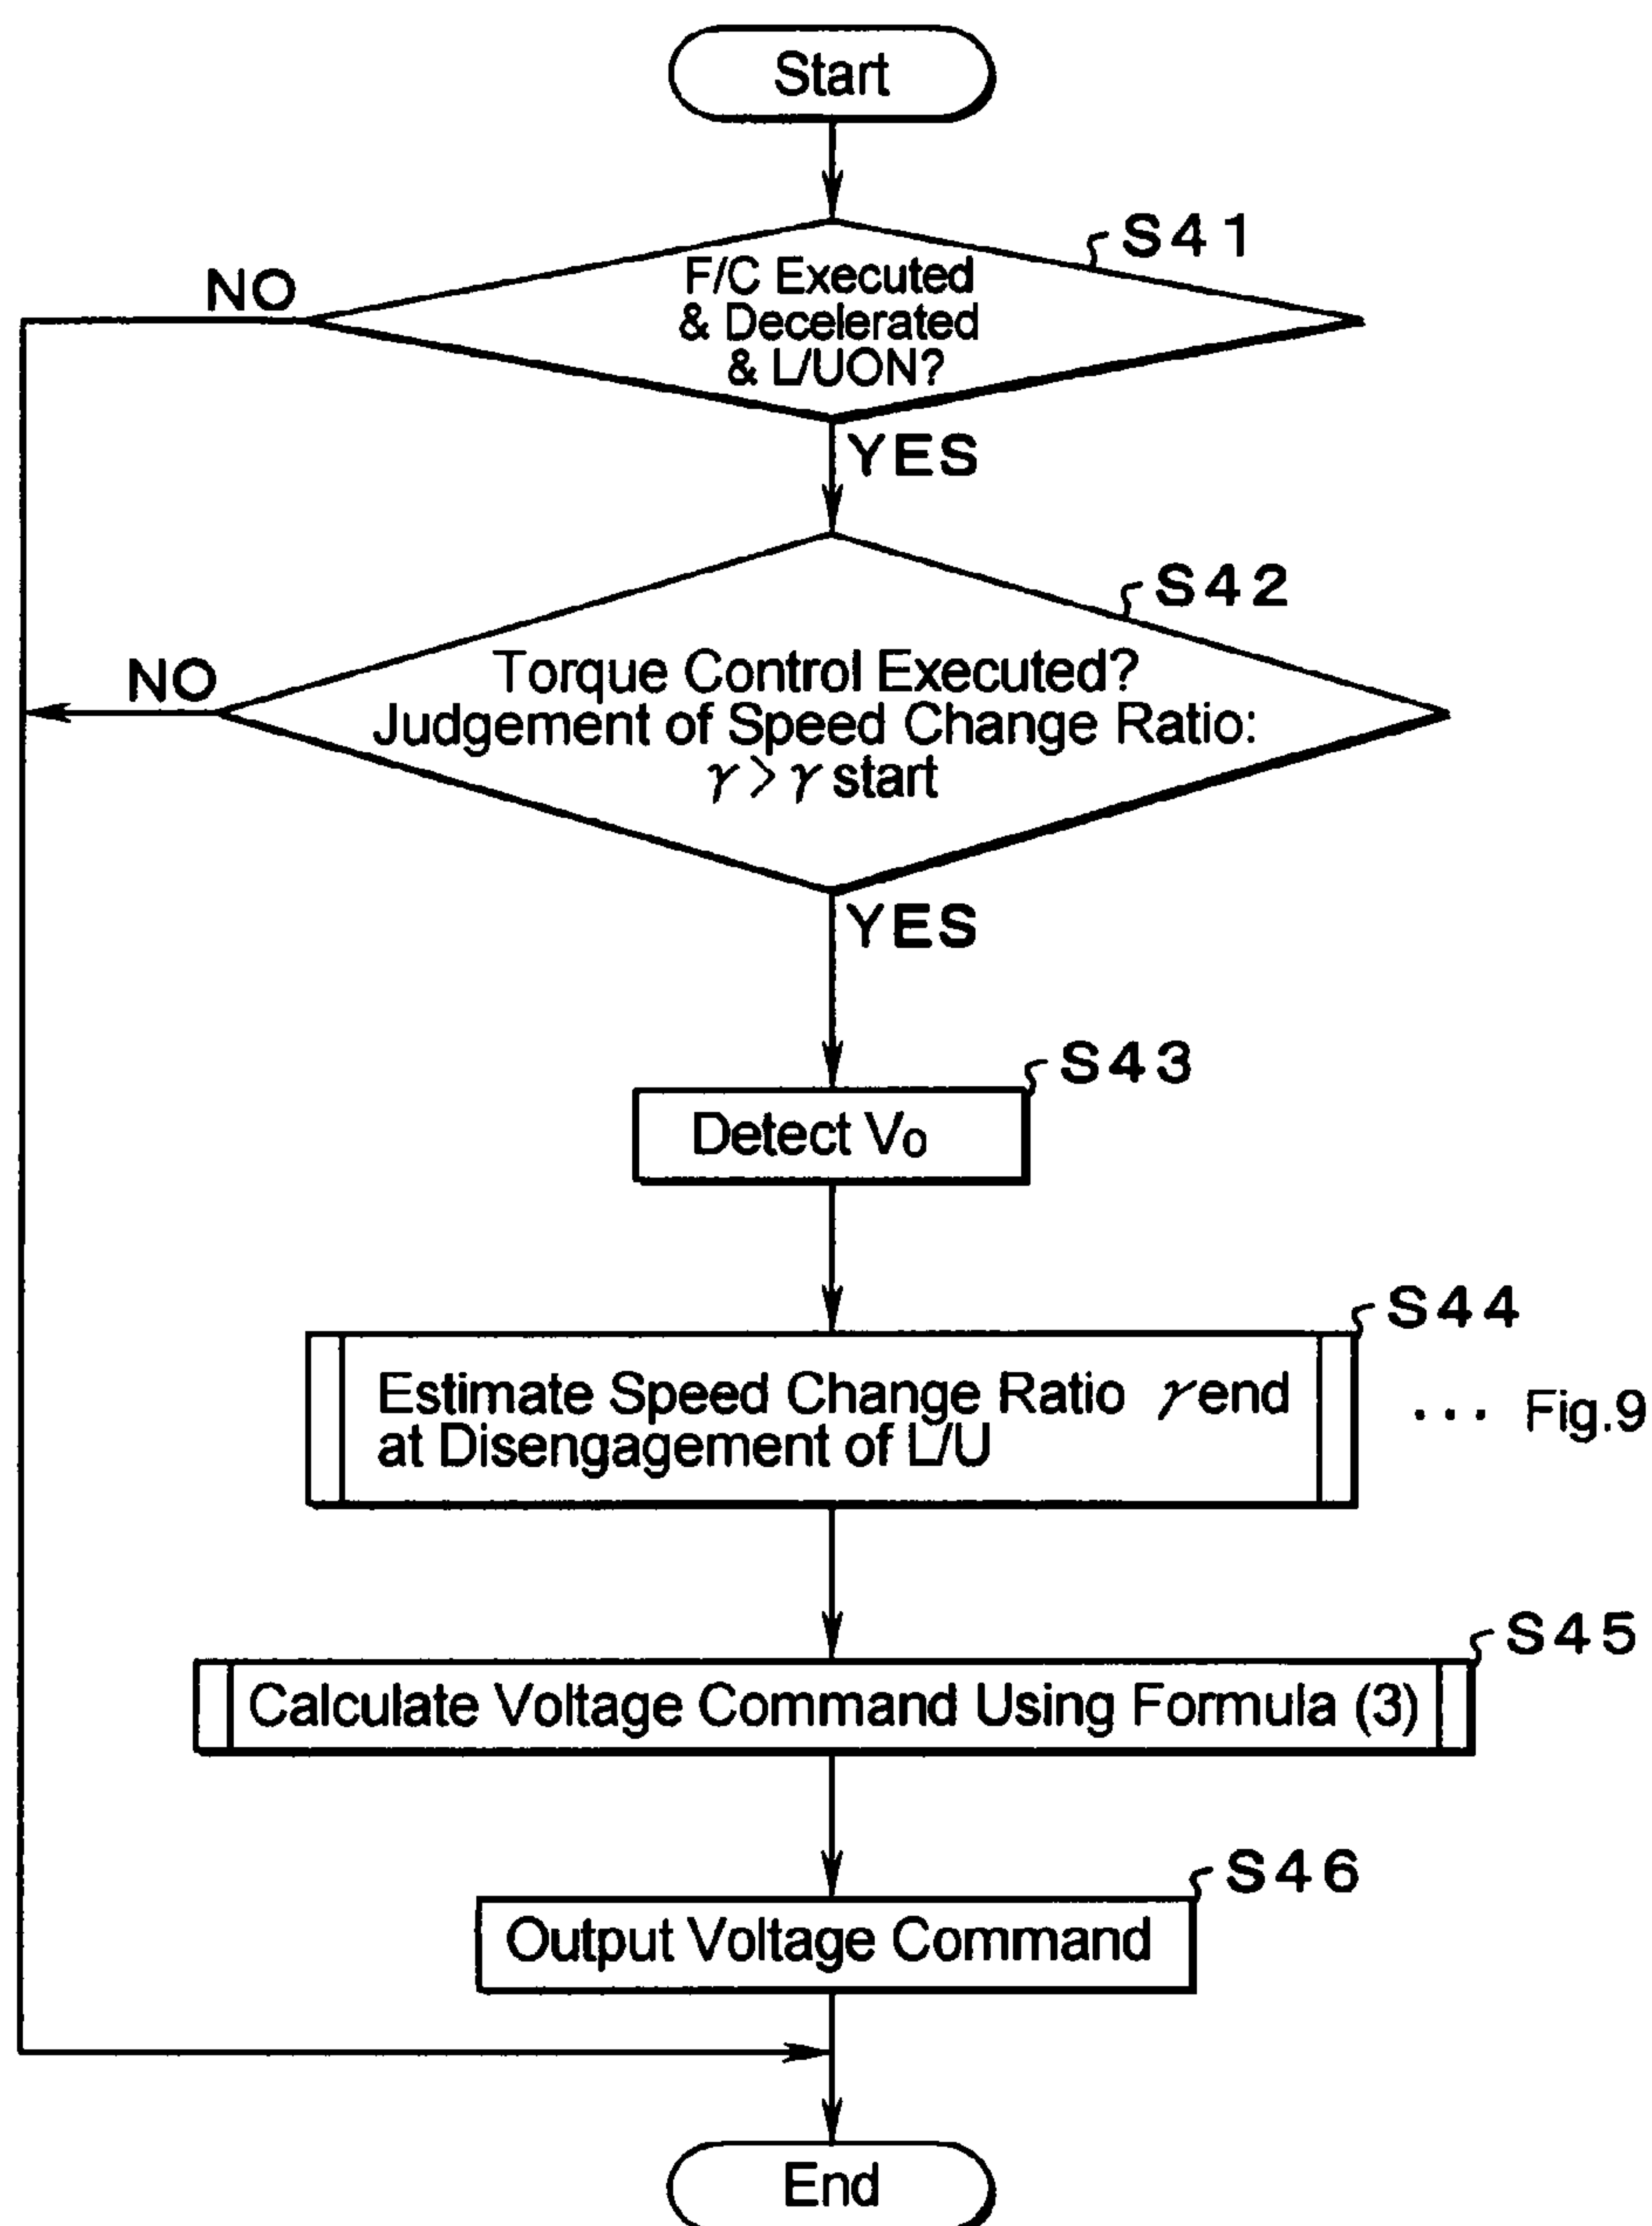 Start
S41
F/C Executed
& Decelerated
& L/UON?
NO
YES
S42
Torque Control Executed?
Judgement of Speed Change Ratio:
γ > γ start
NO
YES
S43
Detect V₀
S44
Estimate Speed Change Ratio γ end
at Disengagement of L/U
... Fig.9
S45
Calculate Voltage Command Using Formula (3)
S46
Output Voltage Command
End